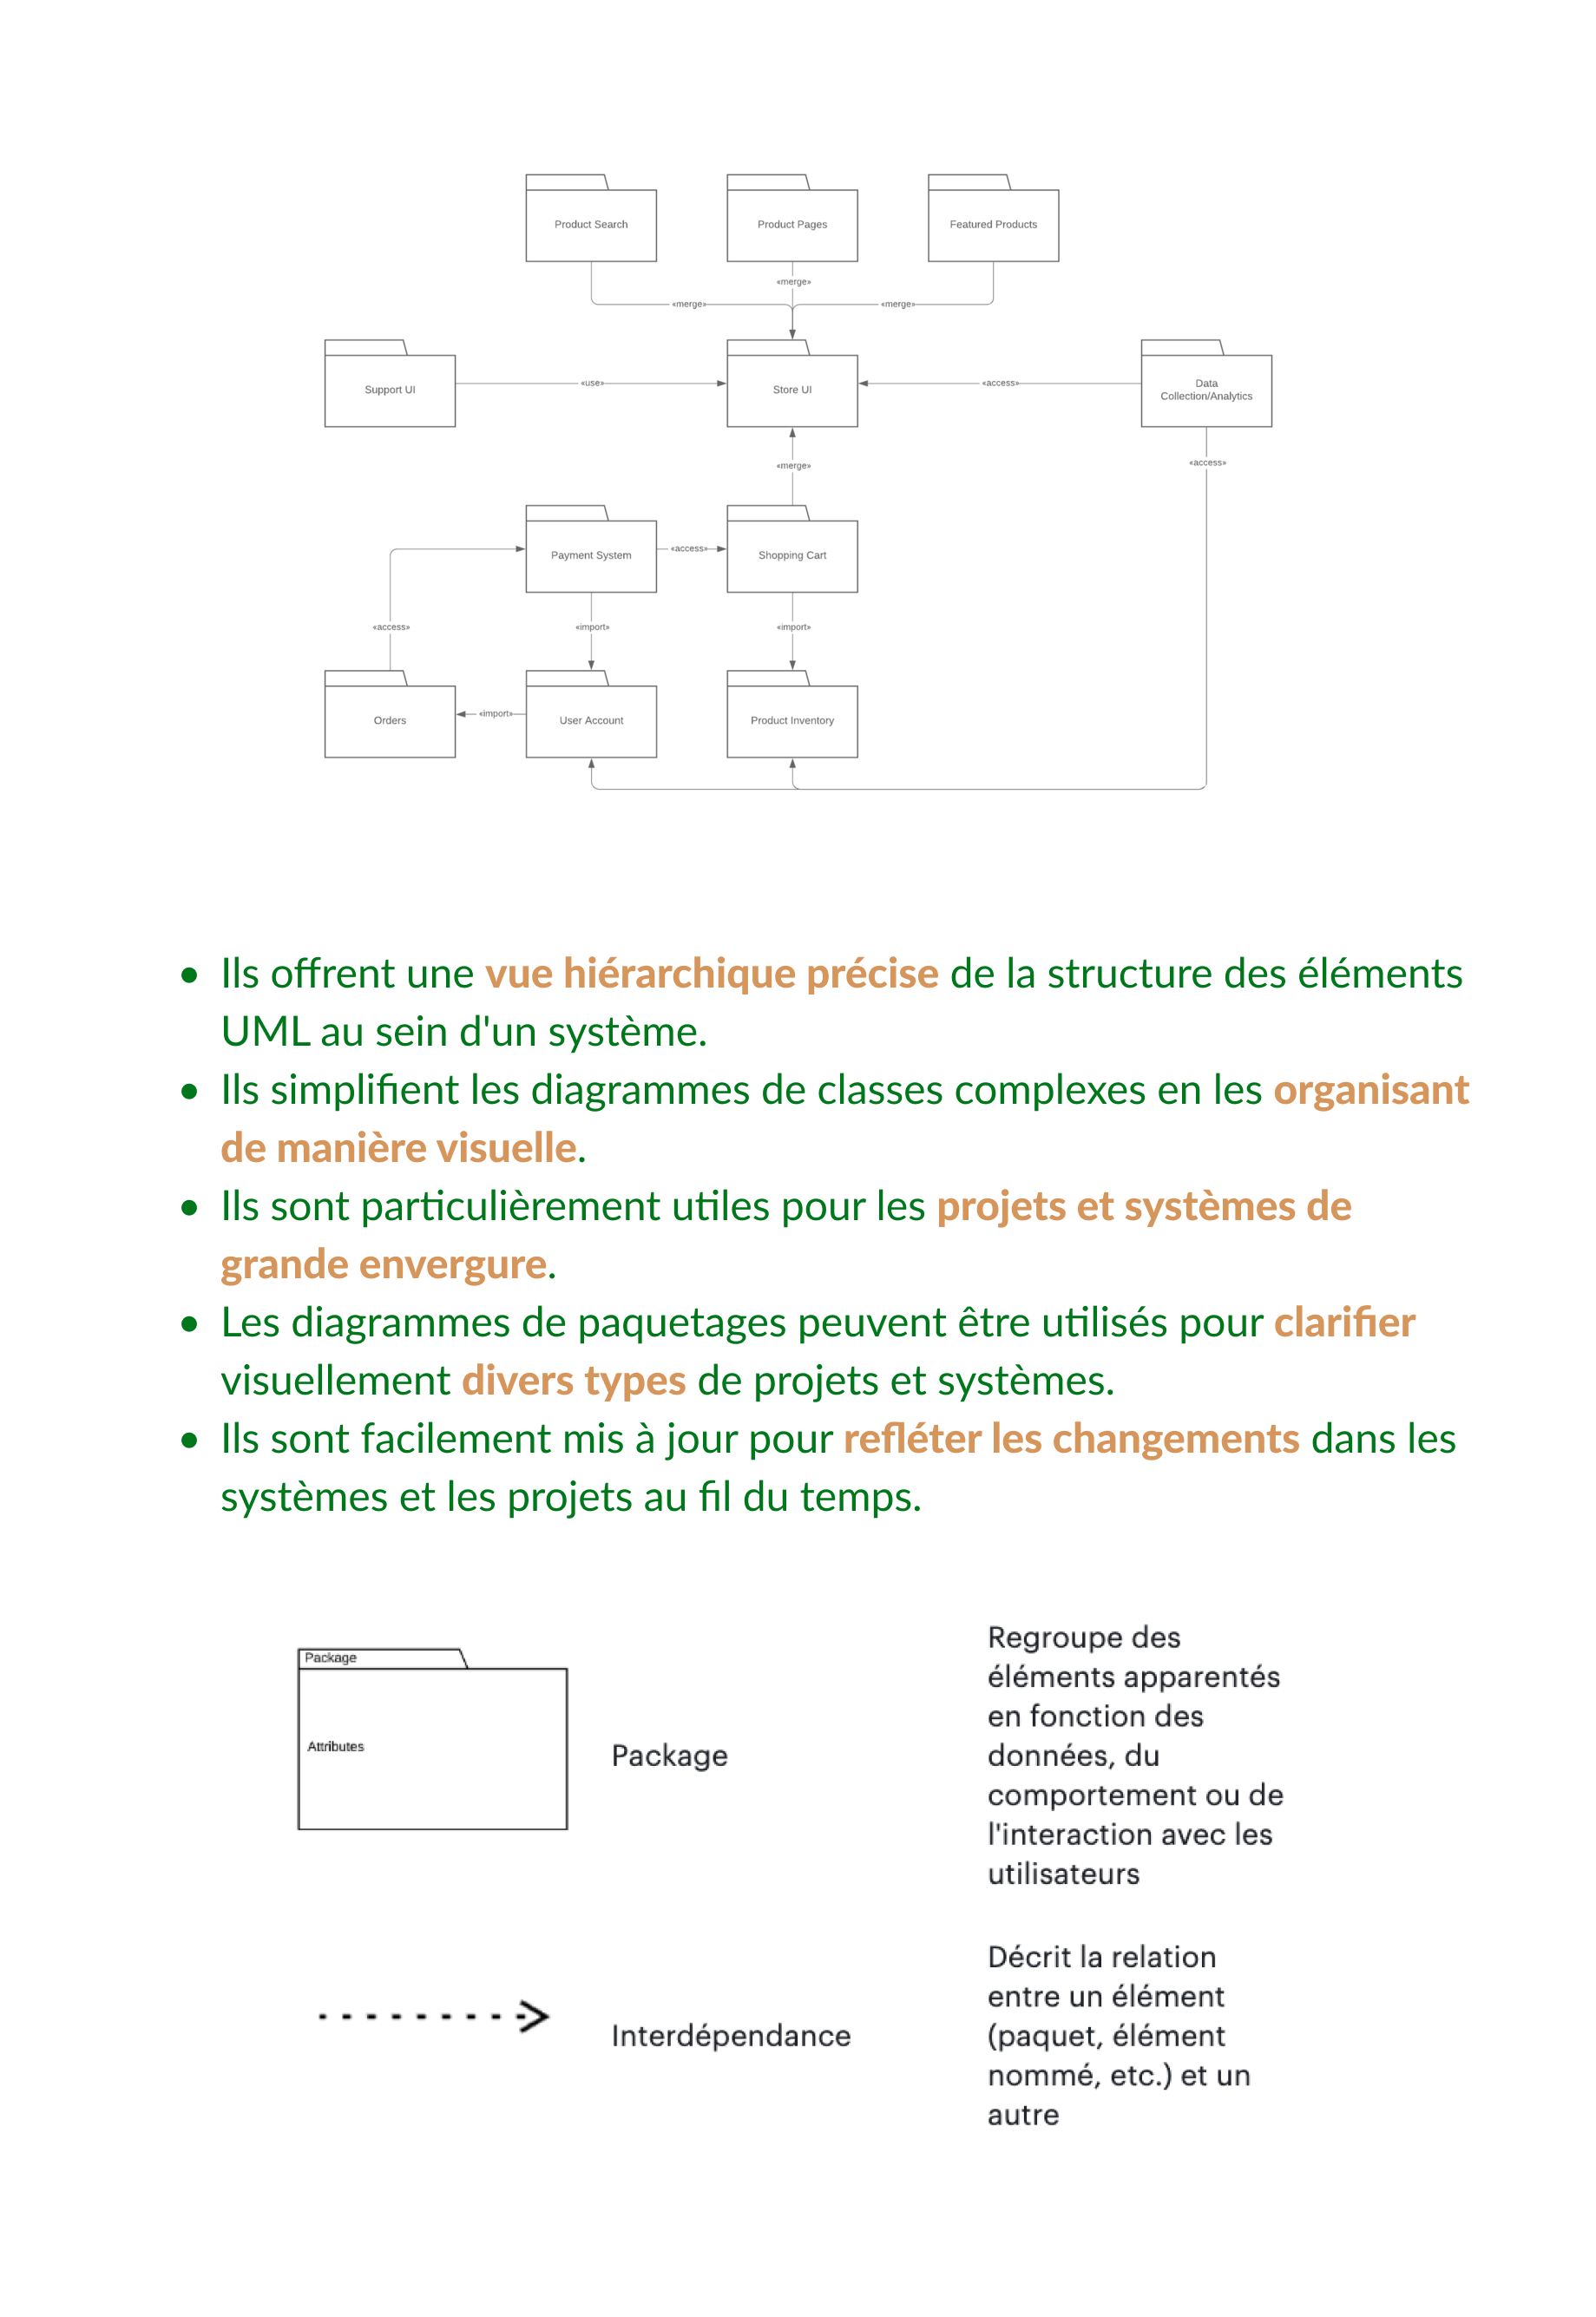 Product Search
Product Pages
Featured Products
«merge»
«merge»
«merge»
Support UI
«use»
Store UI
«access»
Data
Collection/Analytics
«merge»
«access»
Payment System
«access»
Shopping Cart
«access»
«import»
«import»
Orders
«import»
User Account
Product Inventory
• Ils offrent une vue hiérarchique précise de la structure des éléments
UML au sein d'un système.
• Ils simplifient les diagrammes de classes complexes en les organisant
de manière visuelle.
• Ils sont particulièrement utiles pour les projets et systèmes de
grande envergure.
• Les diagrammes de paquetages peuvent être utilisés pour clarifier
visuellement divers types de projets et systèmes.
• Ils sont facilement mis à jour pour refléter les changements dans les
systèmes et les projets au fil du temps.
Package
Attributes
Package
Regroupe des
éléments apparentés
en fonction des
données, du
comportement ou de
l'interaction avec les
utilisateurs
Interdépendance
Décrit la relation
entre un élément
(paquet, élément
nommé, etc.) et un
autre